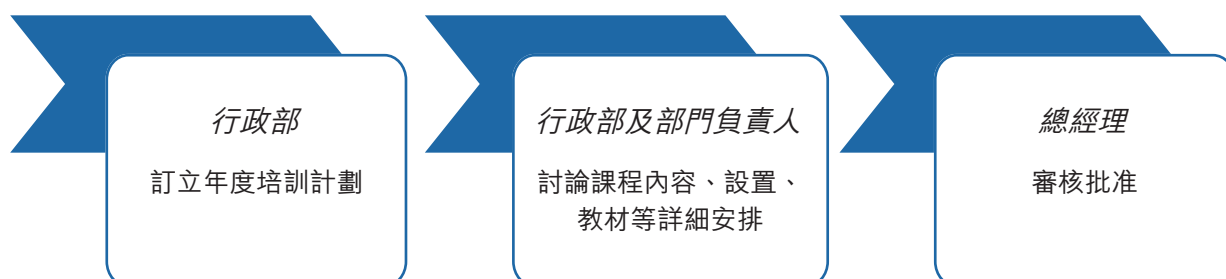 行政部
訂立年度培訓計劃
行政部及部門負責人
討論課程內容、設置、
教材等詳細安排
總經理
審核批准